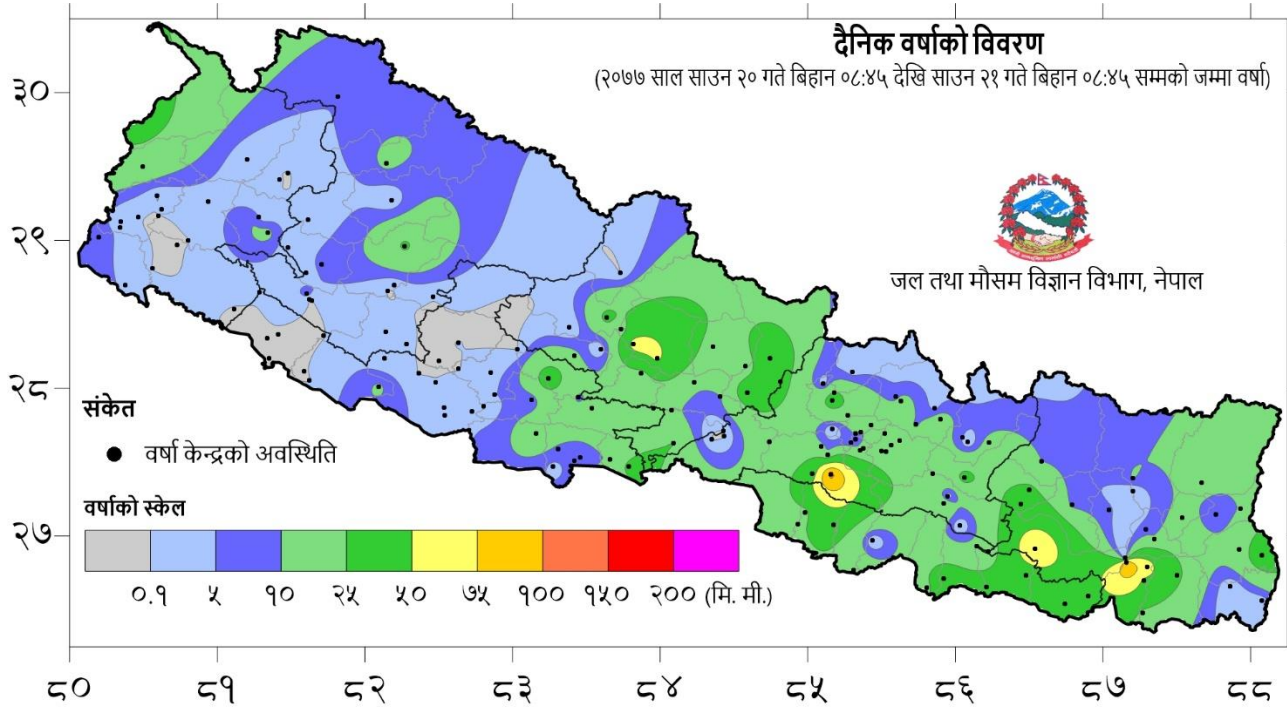 दैनिक वर्षाको विवरण
(२०७७ साल साउन २० गते बिहान ०८:४५ देखि साउन २१ गते बिहान ०८:४५ सम्मको जम्मा वर्षा)
३०
२९
जल तथा मौसम विज्ञान विभाग, नेपाल
२८
संकेत
वर्षा केन्द्रको अवस्थिति
वर्षाको स्केल
२७
०.१ ५ १० २५ ५० ७५ १०० १५० २०० (मि. मी.)
८० ८१ ८२ ८३ ८४ ८५ ८६ ८७ ८८